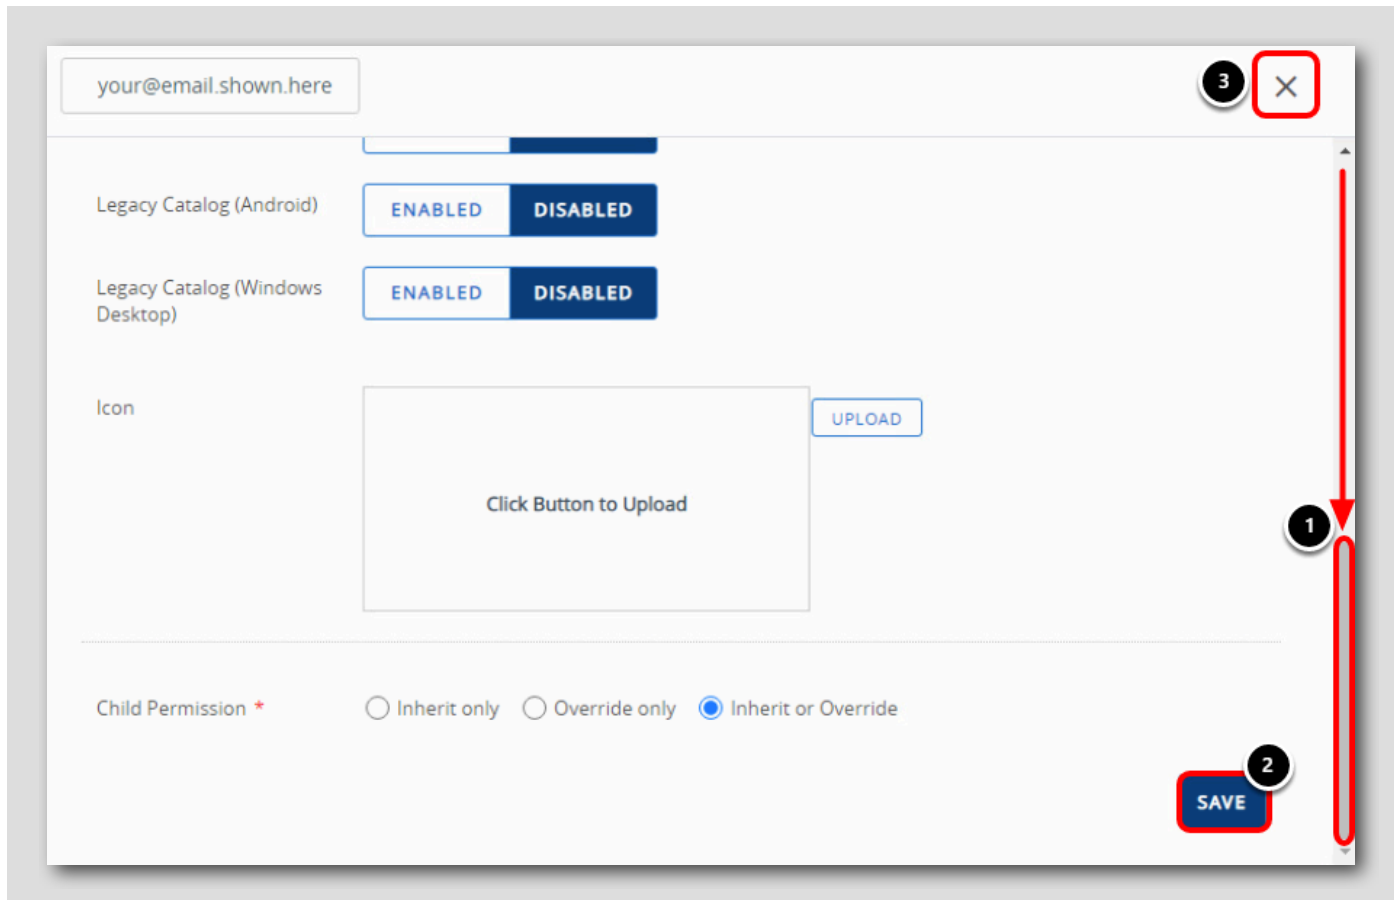 your@email.shown.here
3
Legacy Catalog (Android)
ENABLED DISABLED
Legacy Catalog (Windows
Desktop)
ENABLED DISABLED
Icon
UPLOAD
Click Button to Upload
1
Child Permission *
Inherit only Override only Inherit or Override
2
SAVE